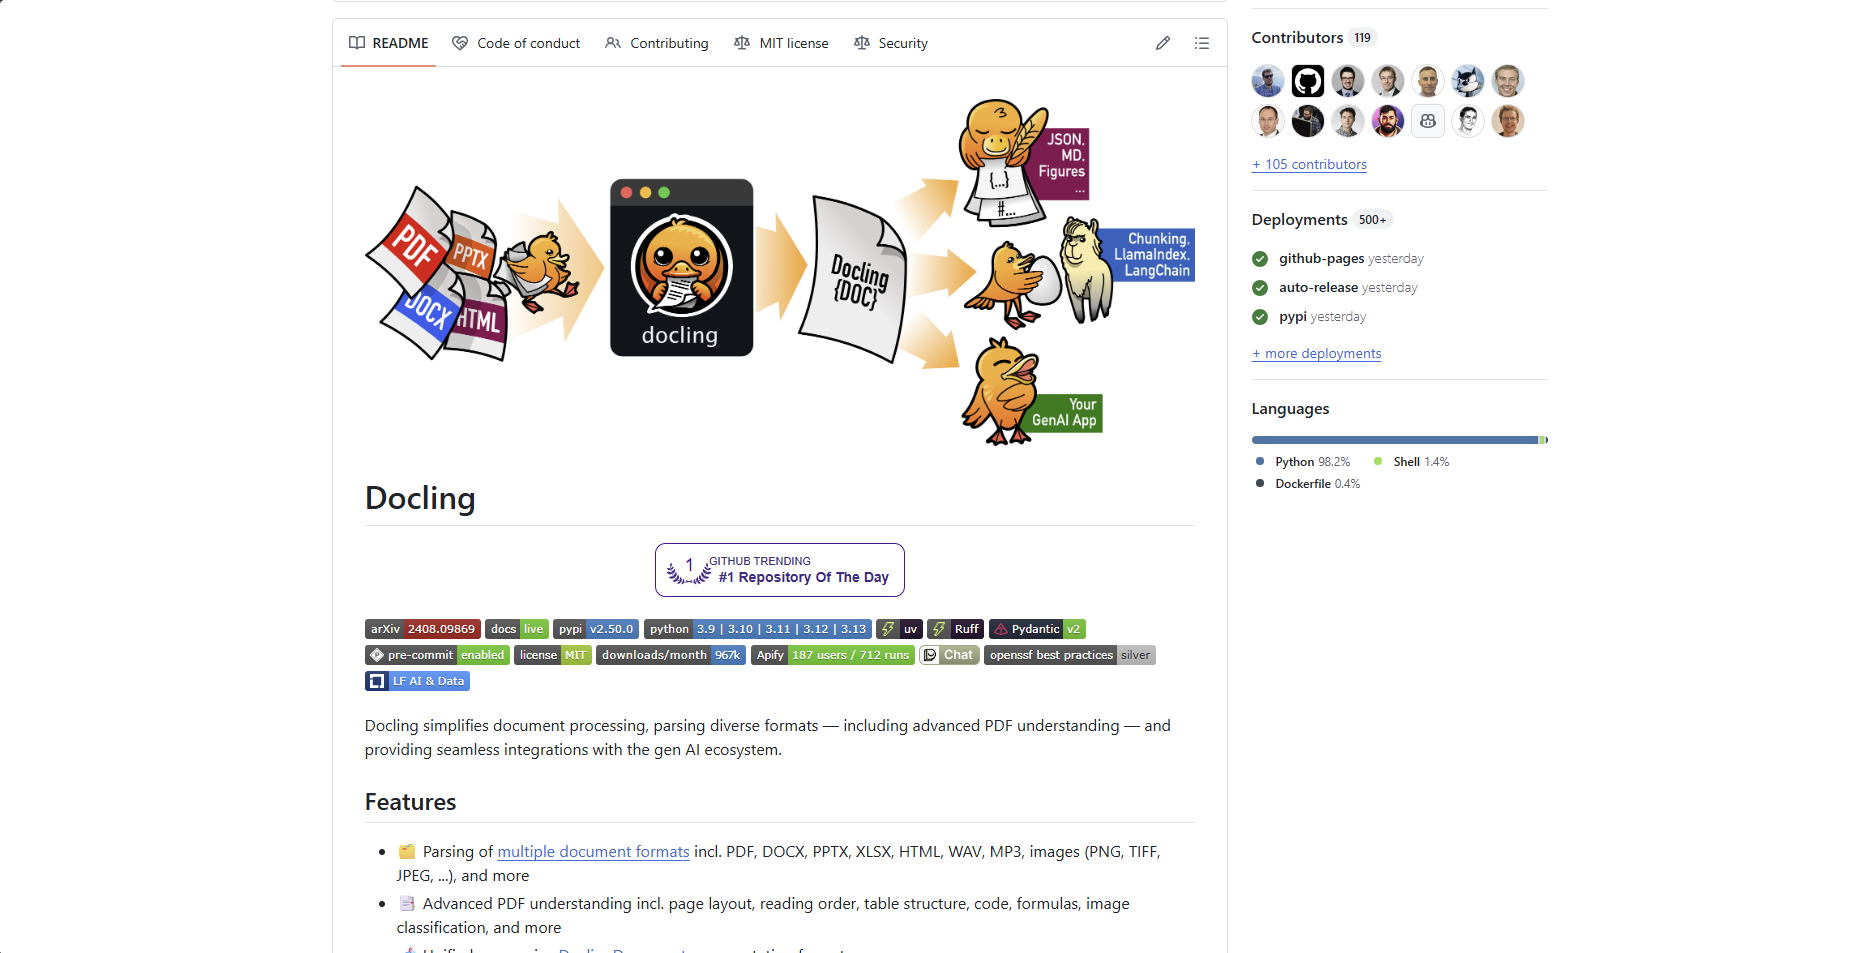 README
Code of conduct
Contributing
MIT license
Security
PDF
PPTX
DOCX
HTML
docling
Docling
{DOC}
{...}
#...
JSON,
MD,
Figures
...
Chunking,
LlamaIndex,
LangChain
Your
GenAI App
Docling
1
GITHUB TRENDING
#1 Repository Of The Day
arXiv 2408.09869 docs live pypi v2.50.0 python 3.9 | 3.10 | 3.11 | 3.12 | 3.13 uv Ruff Pydantic v2
pre-commit enabled license MIT downloads/month 967k Apify 187 users / 712 runs Chat openssf best practices silver
LF AI & Data
Docling simplifies document processing, parsing diverse formats — including advanced PDF understanding — and
providing seamless integrations with the gen AI ecosystem.
Features
Parsing of multiple document formats incl. PDF, DOCX, PPTX, XLSX, HTML, WAV, MP3, images (PNG, TIFF,
JPEG, ...), and more
Advanced PDF understanding incl. page layout, reading order, table structure, code, formulas, image
classification, and more
Contributors 119
+ 105 contributors
Deployments 500+
github-pages yesterday
auto-release yesterday
pypi yesterday
+ more deployments
Languages
Python 98.2% Shell 1.4%
Dockerfile 0.4%